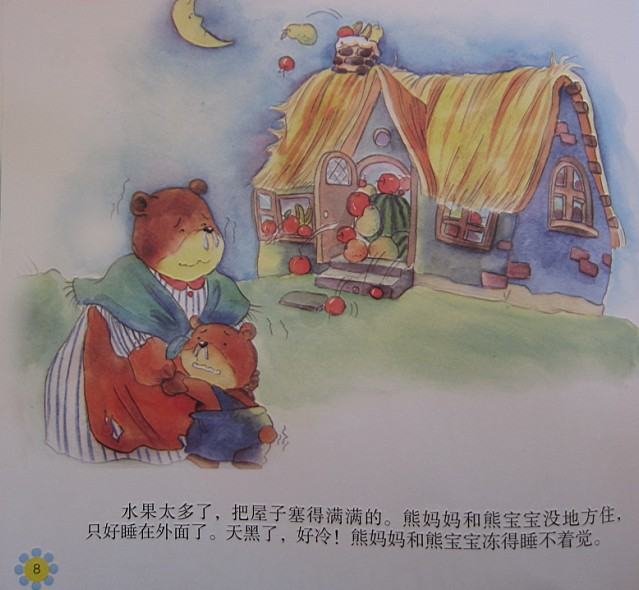 水果太多了，把屋子塞得满满的。熊妈妈和熊宝宝没地方住，
只好睡在外面了。天黑了，好冷！熊妈妈和熊宝宝冻得睡不着觉。
8